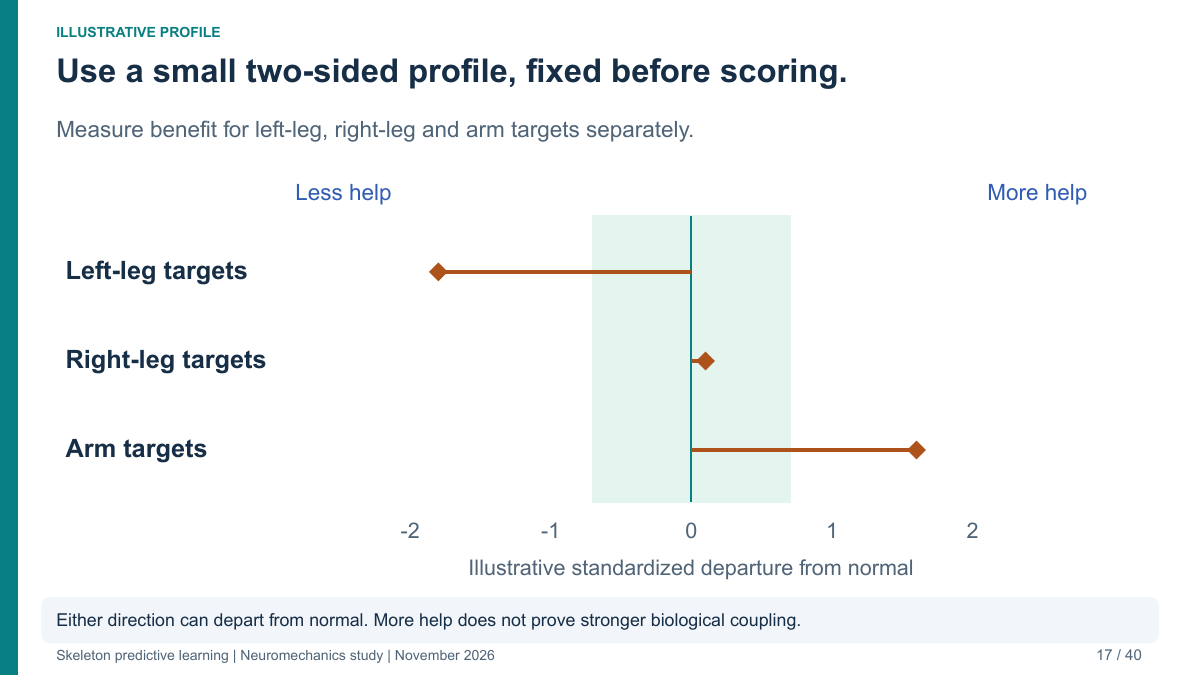 ILLUSTRATIVE PROFILE
Use a small two-sided profile, fixed before scoring.
Measure benefit for left-leg, right-leg and arm targets separately.
Less help
More help
Left-leg targets
Right-leg targets
Arm targets
-2 -1 0 1 2
Illustrative standardized departure from normal
Either direction can depart from normal. More help does not prove stronger biological coupling.
Skeleton predictive learning | Neuromechanics study | November 2026
17 / 40